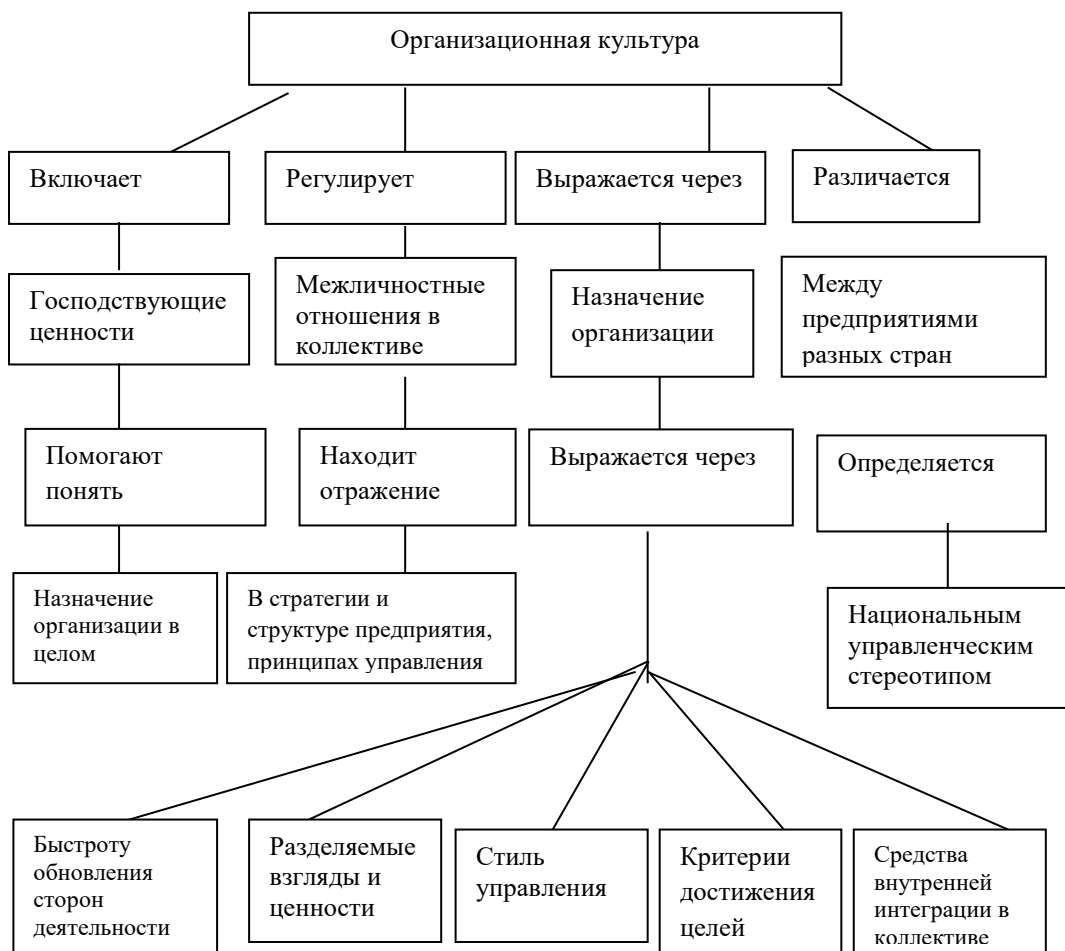 Организационная культура
Включает
Регулирует
Выражается через
Различается
Господствующие
ценности
Межличностные
отношения в
коллективе
Назначение
организации
Между
предприятиями
разных стран
Помогают
понять
Находит
отражение
Выражается через
Определяется
Назначение
организации в
целом
В стратегии и
структуре предприятия,
принципах управления
Национальным
управленческим
стереотипом
Быстроту
обновления
сторон
деятельности
Разделяемые
взгляды и
ценности
Стиль
управления
Критерии
достижения
целей
Средства
внутренней
интеграции в
коллективе